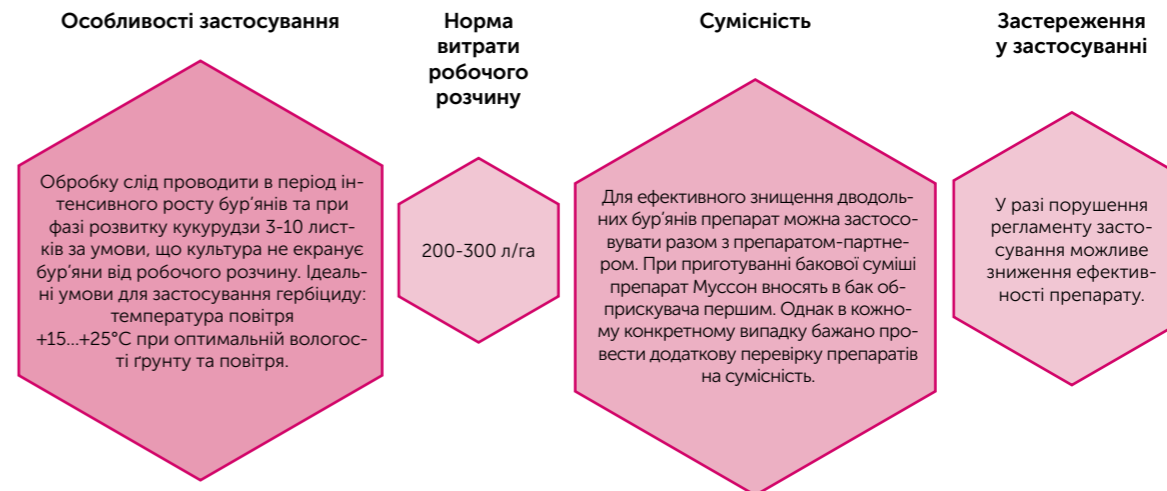 Особливості застосування
Обробку слід проводити в період ін-
тенсивного росту бур'янів та при
фазі розвитку кукурудзи 3-10 лист-
ків за умови, що культура не екранує
бур'яни від робочого розчину. Ідеаль-
ні умови для застосування гербіциду:
температура повітря
+15...+25°С при оптимальній вологос-
ті ґрунту та повітря.
Норма
витрати
робочого
розчину
200-300 л/га
Сумісність
Для ефективного знищення дводоль-
них бур'янів препарат можна застосо-
вувати разом з препаратом-партне-
ром. При приготуванні бакової суміші
препарат Муссон вносять в бак об-
прискувача першим. Однак в кожно-
му конкретному випадку бажано про-
вести додаткову перевірку препаратів
на сумісність.
Застереження
у застосуванні
У разі порушення
регламенту засто-
сування можливе
зниження ефектив-
ності препарату.